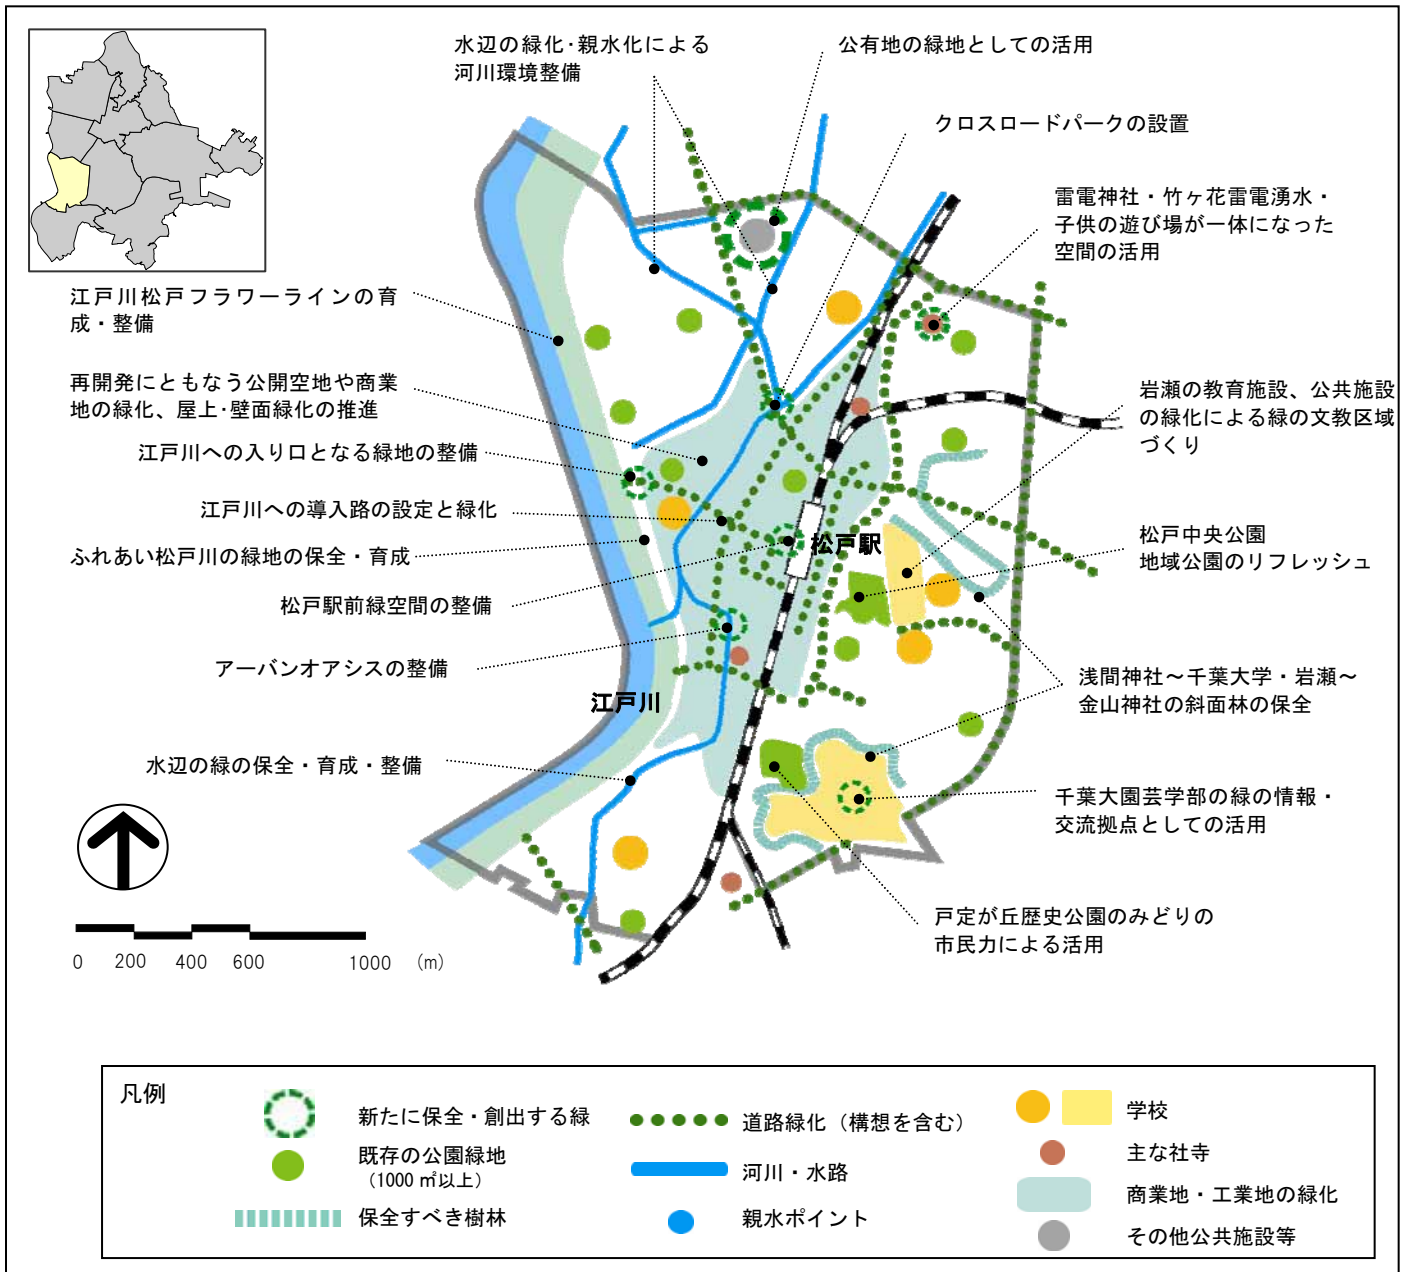 水辺の緑化・親水化による
河川環境整備
公有地の緑地としての活用
クロスロードパークの設置
雷電神社・竹ヶ花雷電湧水・
子供の遊び場が一体になった
空間の活用
江戸川松戸フラワーラインの育
成・整備
再開発にともなう公開空地や商業
地の緑化、屋上・壁面緑化の推進
岩瀬の教育施設、公共施設
の緑化による緑の文教区域
づくり
江戸川への入り口となる緑地の整備
江戸川への導入路の設定と緑化
ふれあい松戸川の緑地の保全・育成
松戸駅
松戸中央公園
地域公園のリフレッシュ
松戸駅前緑空間の整備
アーバンオアシスの整備
江戸川
浅間神社～千葉大学・岩瀬～
金山神社の斜面林の保全
水辺の緑の保全・育成・整備
千葉大園芸学部の緑の情報・
交流拠点としての活用
戸定が丘歴史公園のみどりの
市民力による活用
0 200 400 600 1000 (m)
凡例
新たに保全・創出する緑
既存の公園緑地
(1000 ㎡以上)
保全すべき樹林
道路緑化（構想を含む）
河川・水路
親水ポイント
学校
主な社寺
商業地・工業地の緑化
その他公共施設等